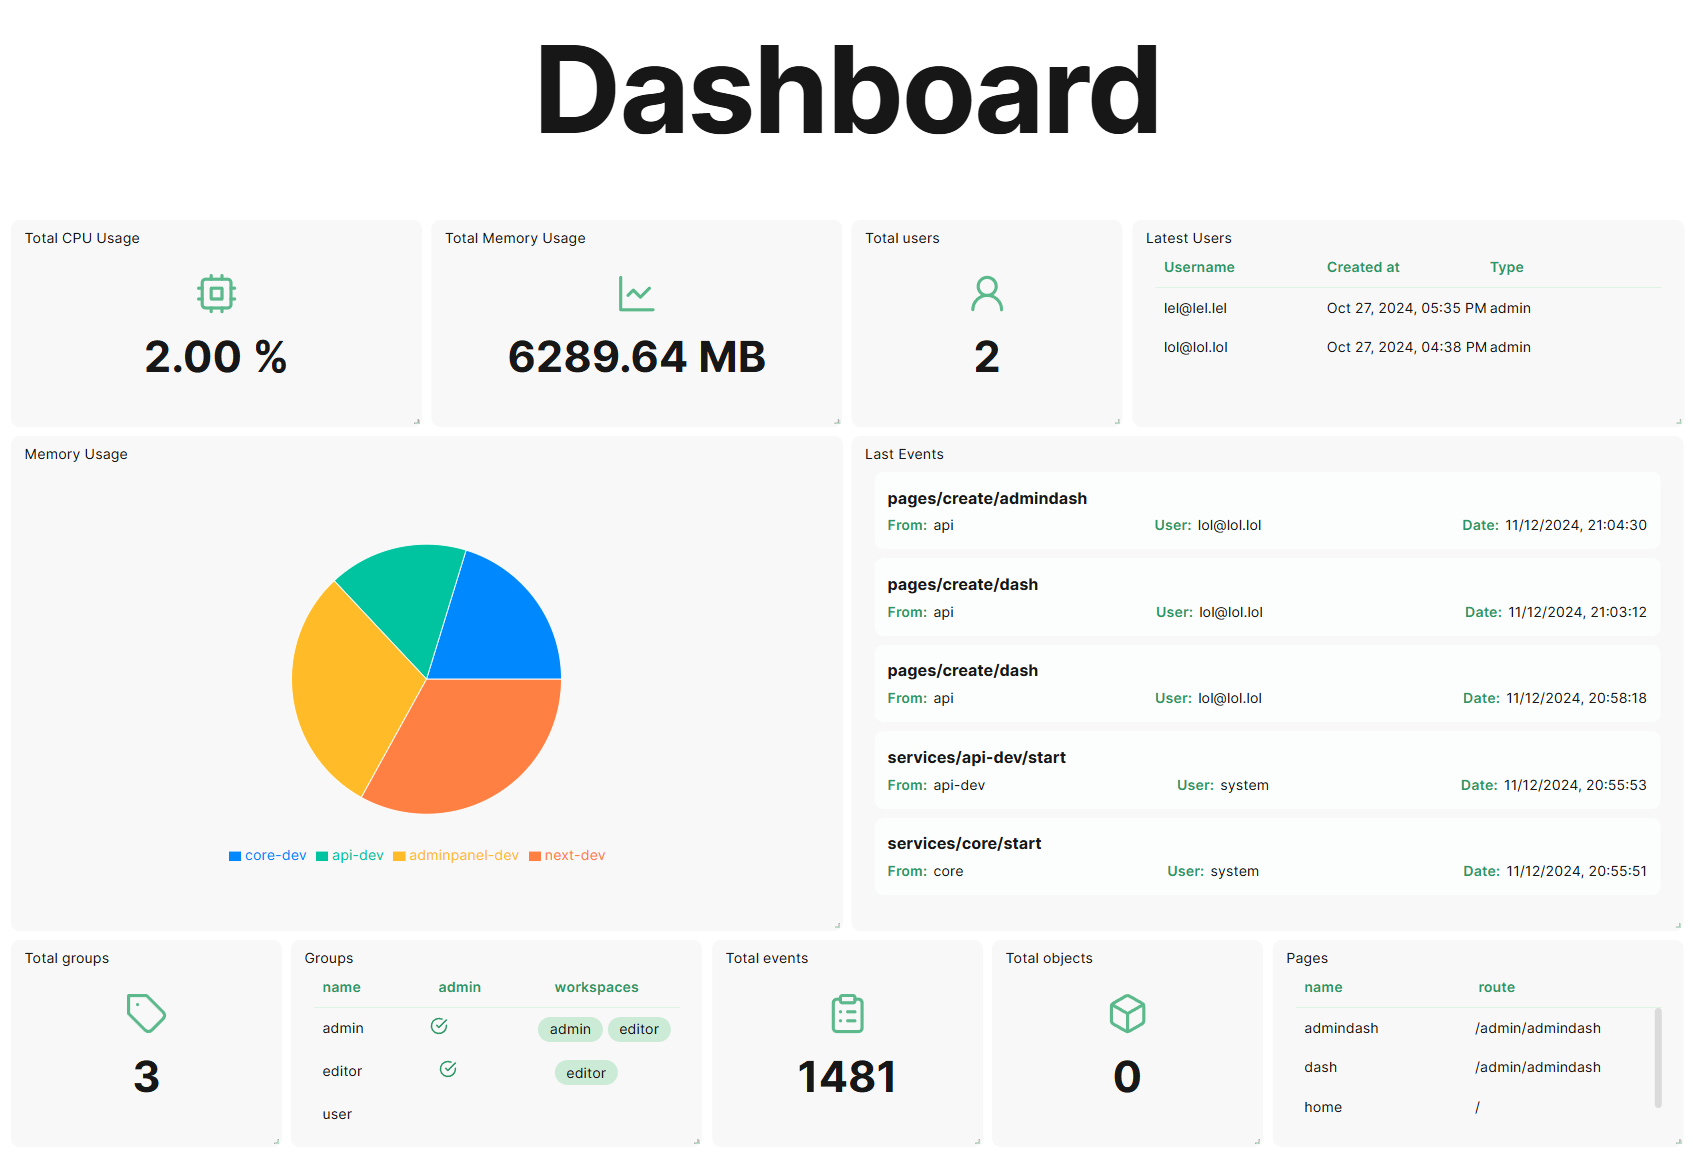 Dashboard
Total CPU Usage
2.00 %
Total Memory Usage
6289.64 MB
Total users
2
Latest Users
Username Created at Type
lel@lel.lel Oct 27, 2024, 05:35 PM admin
lol@lol.lol Oct 27, 2024, 04:38 PM admin
Memory Usage
core-dev api-dev adminpanel-dev next-dev
Last Events
pages/create/admindash
From: api User: lol@lol.lol Date: 11/12/2024, 21:04:30
pages/create/dash
From: api User: lol@lol.lol Date: 11/12/2024, 21:03:12
pages/create/dash
From: api User: lol@lol.lol Date: 11/12/2024, 20:58:18
services/api-dev/start
From: api-dev User: system Date: 11/12/2024, 20:55:53
services/core/start
From: core User: system Date: 11/12/2024, 20:55:51
Total groups
3
Groups
name admin workspaces
admin admin editor
editor editor
user
Total events
1481
Total objects
0
Pages
name route
admindash /admin/admindash
dash /admin/admindash
home /